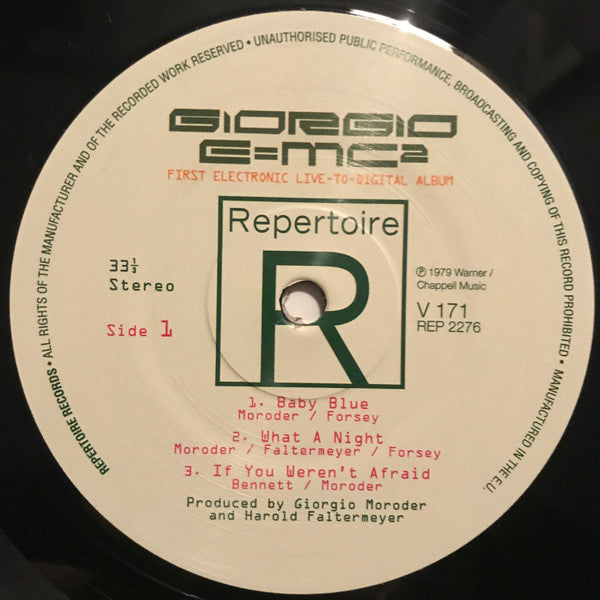 REPERTOIRE RECORDS • ALL RIGHTS OF THE MANUFACTURER AND OF THE RECORDED WORK RESERVED • UNAUTHORISED PUBLIC PERFORMANCE, BROADCASTING AND COPYING OF THIS RECORD PROHIBITED • MANUFACTURED IN THE E.U.
GIORGIO
E=MC²
FIRST ELECTRONIC LIVE-TO-DIGITAL ALBUM
Repertoire
R
33⅓
Stereo
Side 1
℗ 1979 Warner /
Chappell Music
V 171
REP 2276
1. Baby Blue
Moroder / Forsey
2. What A Night
Moroder / Faltermeyer / Forsey
3. If You Weren't Afraid
Bennett / Moroder
Produced by Giorgio Moroder
and Harold Faltermeyer